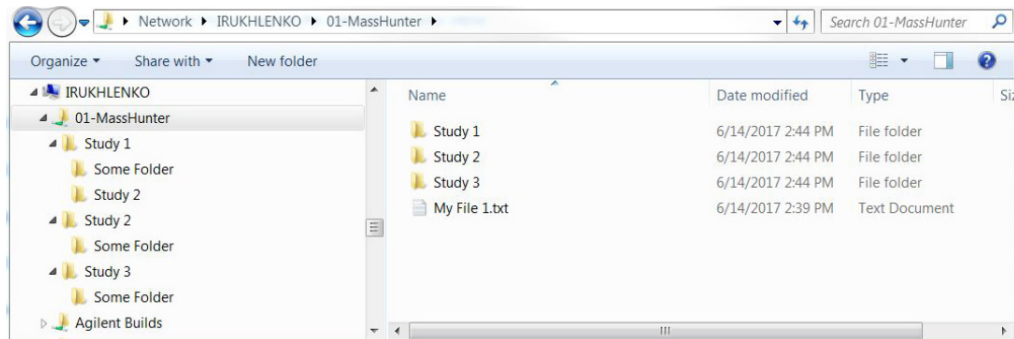 Network IRUKHLENKO 01-MassHunter
Search 01-MassHunter
Organize Share with New folder
IRUKHLENKO
01-MassHunter
Study 1
Some Folder
Study 2
Study 2
Some Folder
Study 3
Some Folder
Agilent Builds
Name Date modified Type Siz
Study 1 6/14/2017 2:44 PM File folder
Study 2 6/14/2017 2:44 PM File folder
Study 3 6/14/2017 2:44 PM File folder
My File 1.txt 6/14/2017 2:39 PM Text Document